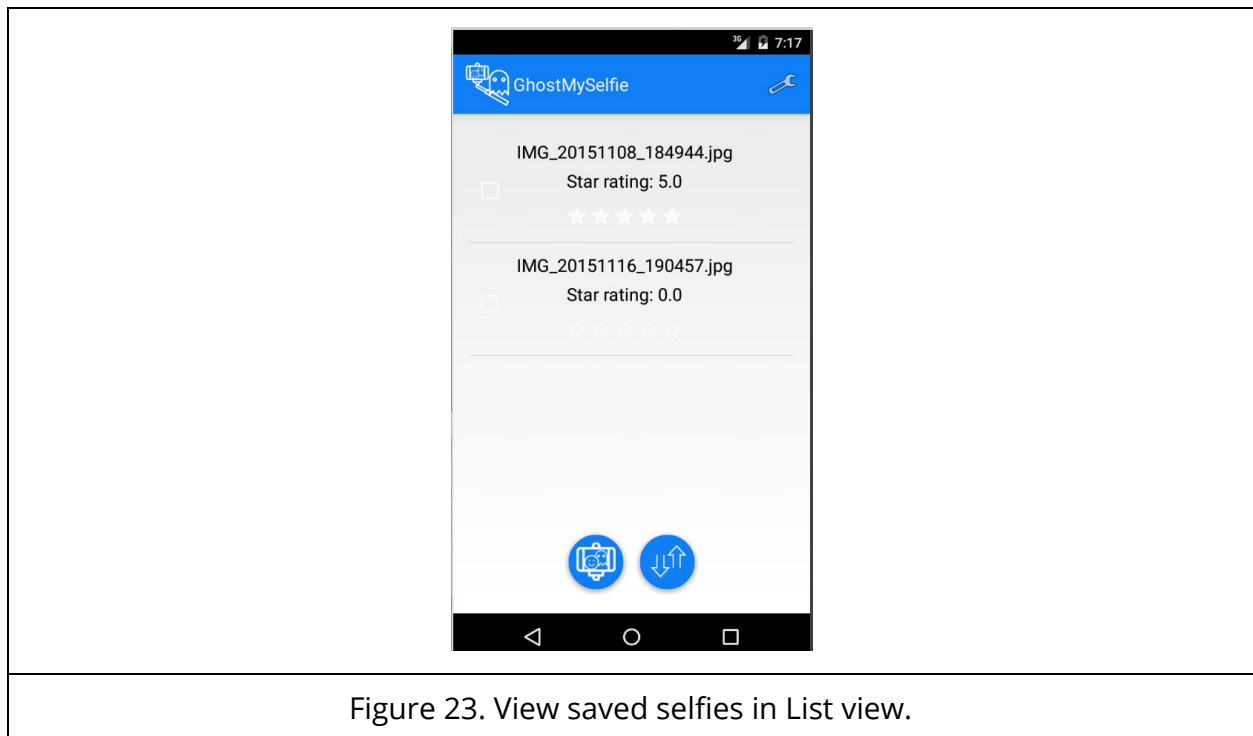 3G 7:17
GhostMySelfie
IMG_20151108_184944.jpg
Star rating: 5.0
IMG_20151116_190457.jpg
Star rating: 0.0
Figure 23. View saved selfies in List view.